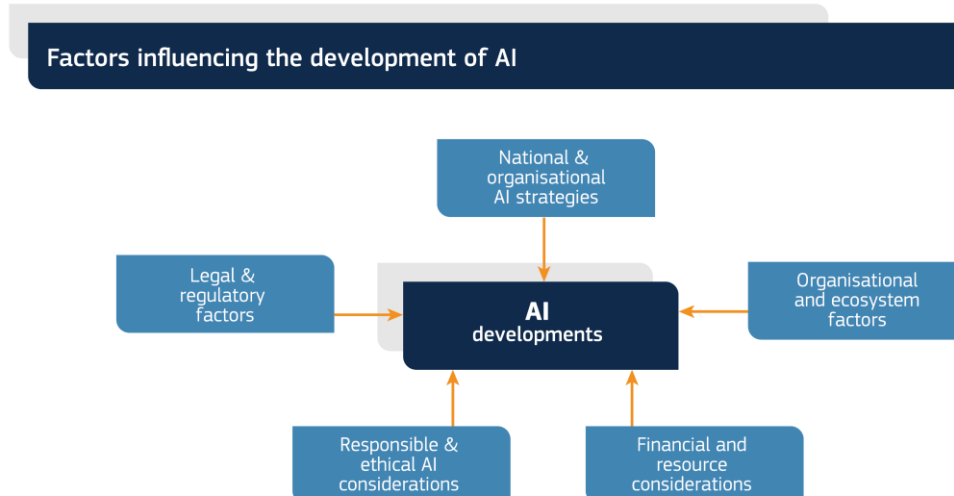 Factors influencing the development of AI
National &
organisational
AI strategies
Legal &
regulatory
factors
AI
developments
Organisational
and ecosystem
factors
Responsible &
ethical AI
considerations
Financial and
resource
considerations